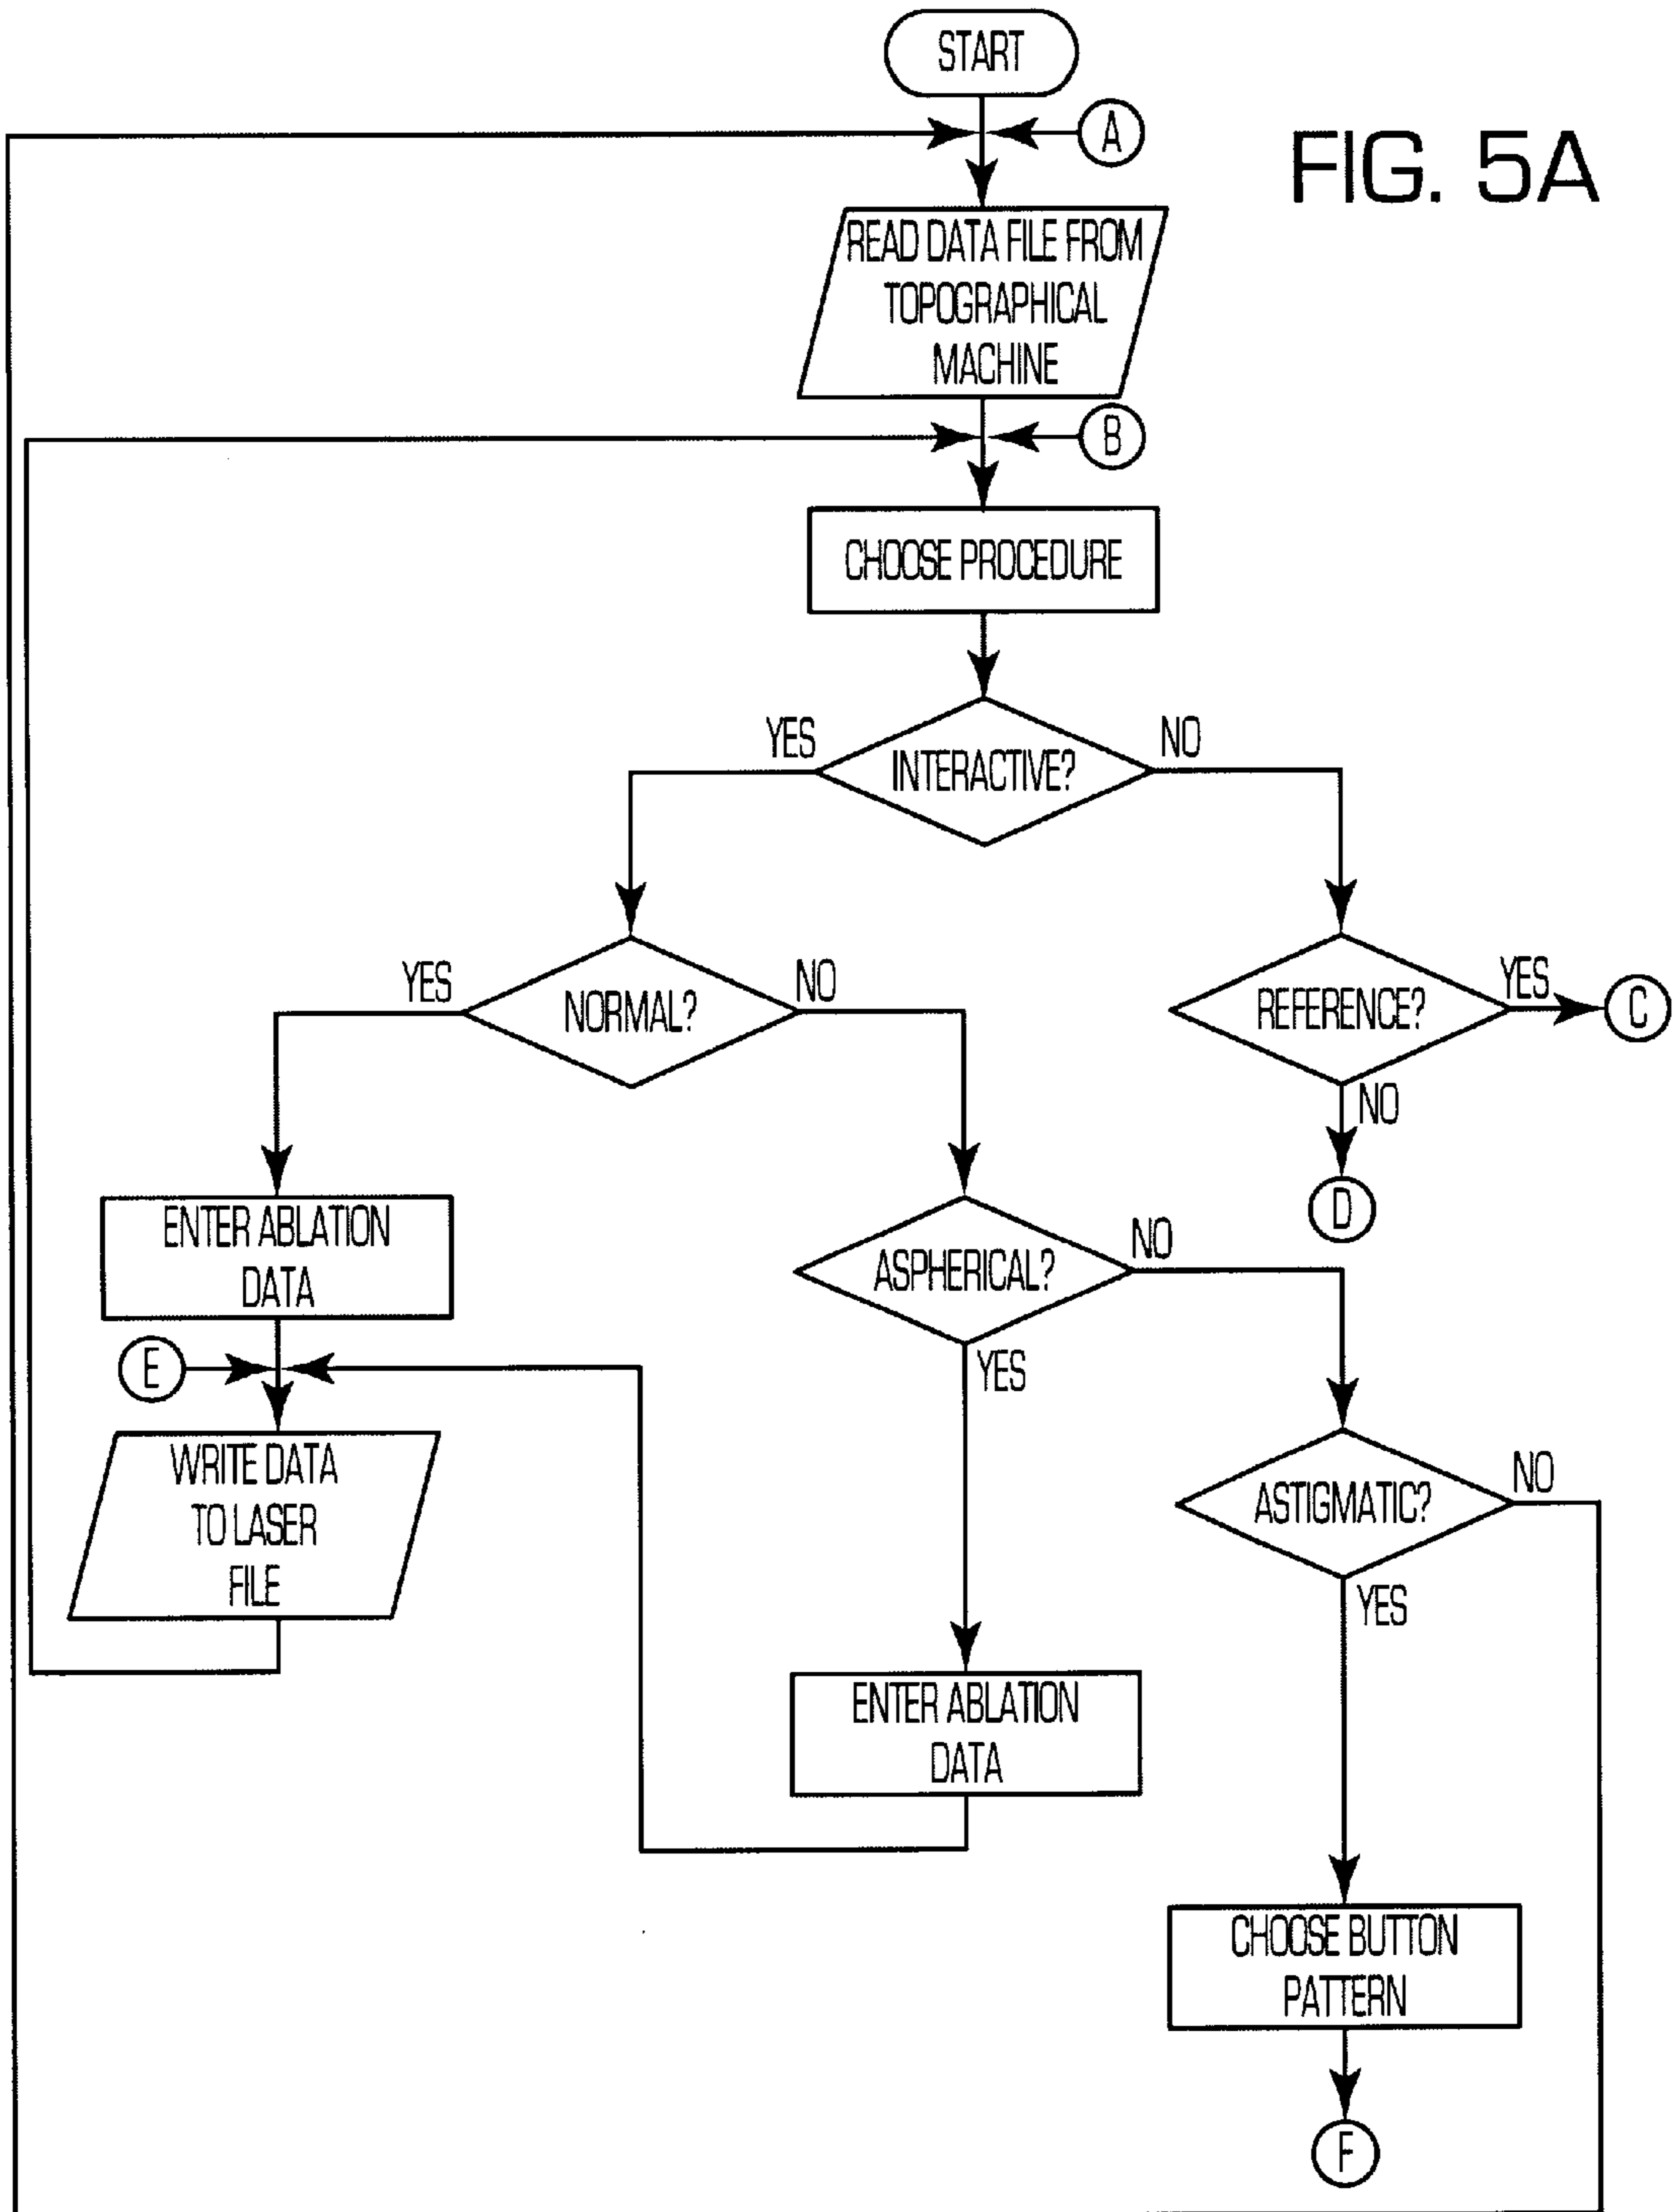 START
A
FIG. 5A
READ DATA FILE FROM
TOPOGRAPHICAL
MACHINE
B
CHOOSE PROCEDURE
YES
INTERACTIVE?
NO
YES
NORMAL?
NO
REFERENCE?
YES
C
NO
D
ENTER ABLATION
DATA
ASPHERICAL?
NO
YES
E
WRITE DATA
TO LASER
FILE
ASTIGMATIC?
NO
YES
ENTER ABLATION
DATA
CHOOSE BUTTON
PATTERN
F